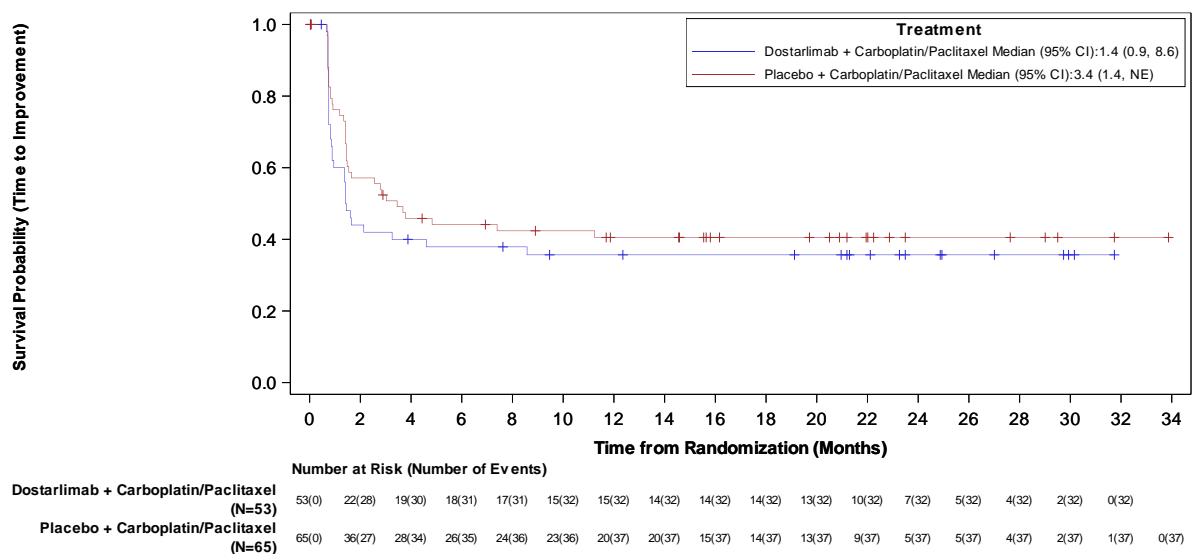 Survival Probability (Time to Improvement)
1.0
0.8
0.6
0.4
0.2
0.0
Treatment
Dostarlimab + Carboplatin/Paclitaxel Median (95% CI):1.4 (0.9, 8.6)
Placebo + Carboplatin/Paclitaxel Median (95% CI):3.4 (1.4, NE)
0 2 4 6 8 10 12 14 16 18 20 22 24 26 28 30 32 34
Time from Randomization (Months)
Number at Risk (Number of Events)
Dostarlimab + Carboplatin/Paclitaxel
(N=53)
53(0) 22(28) 19(30) 18(31) 17(31) 15(32) 15(32) 14(32) 14(32) 14(32) 13(32) 10(32) 7(32) 5(32) 4(32) 2(32) 0(32)
Placebo + Carboplatin/Paclitaxel
(N=65)
65(0) 36(27) 28(34) 26(35) 24(36) 23(36) 20(37) 20(37) 15(37) 14(37) 13(37) 9(37) 5(37) 5(37) 4(37) 2(37) 1(37) 0(37)